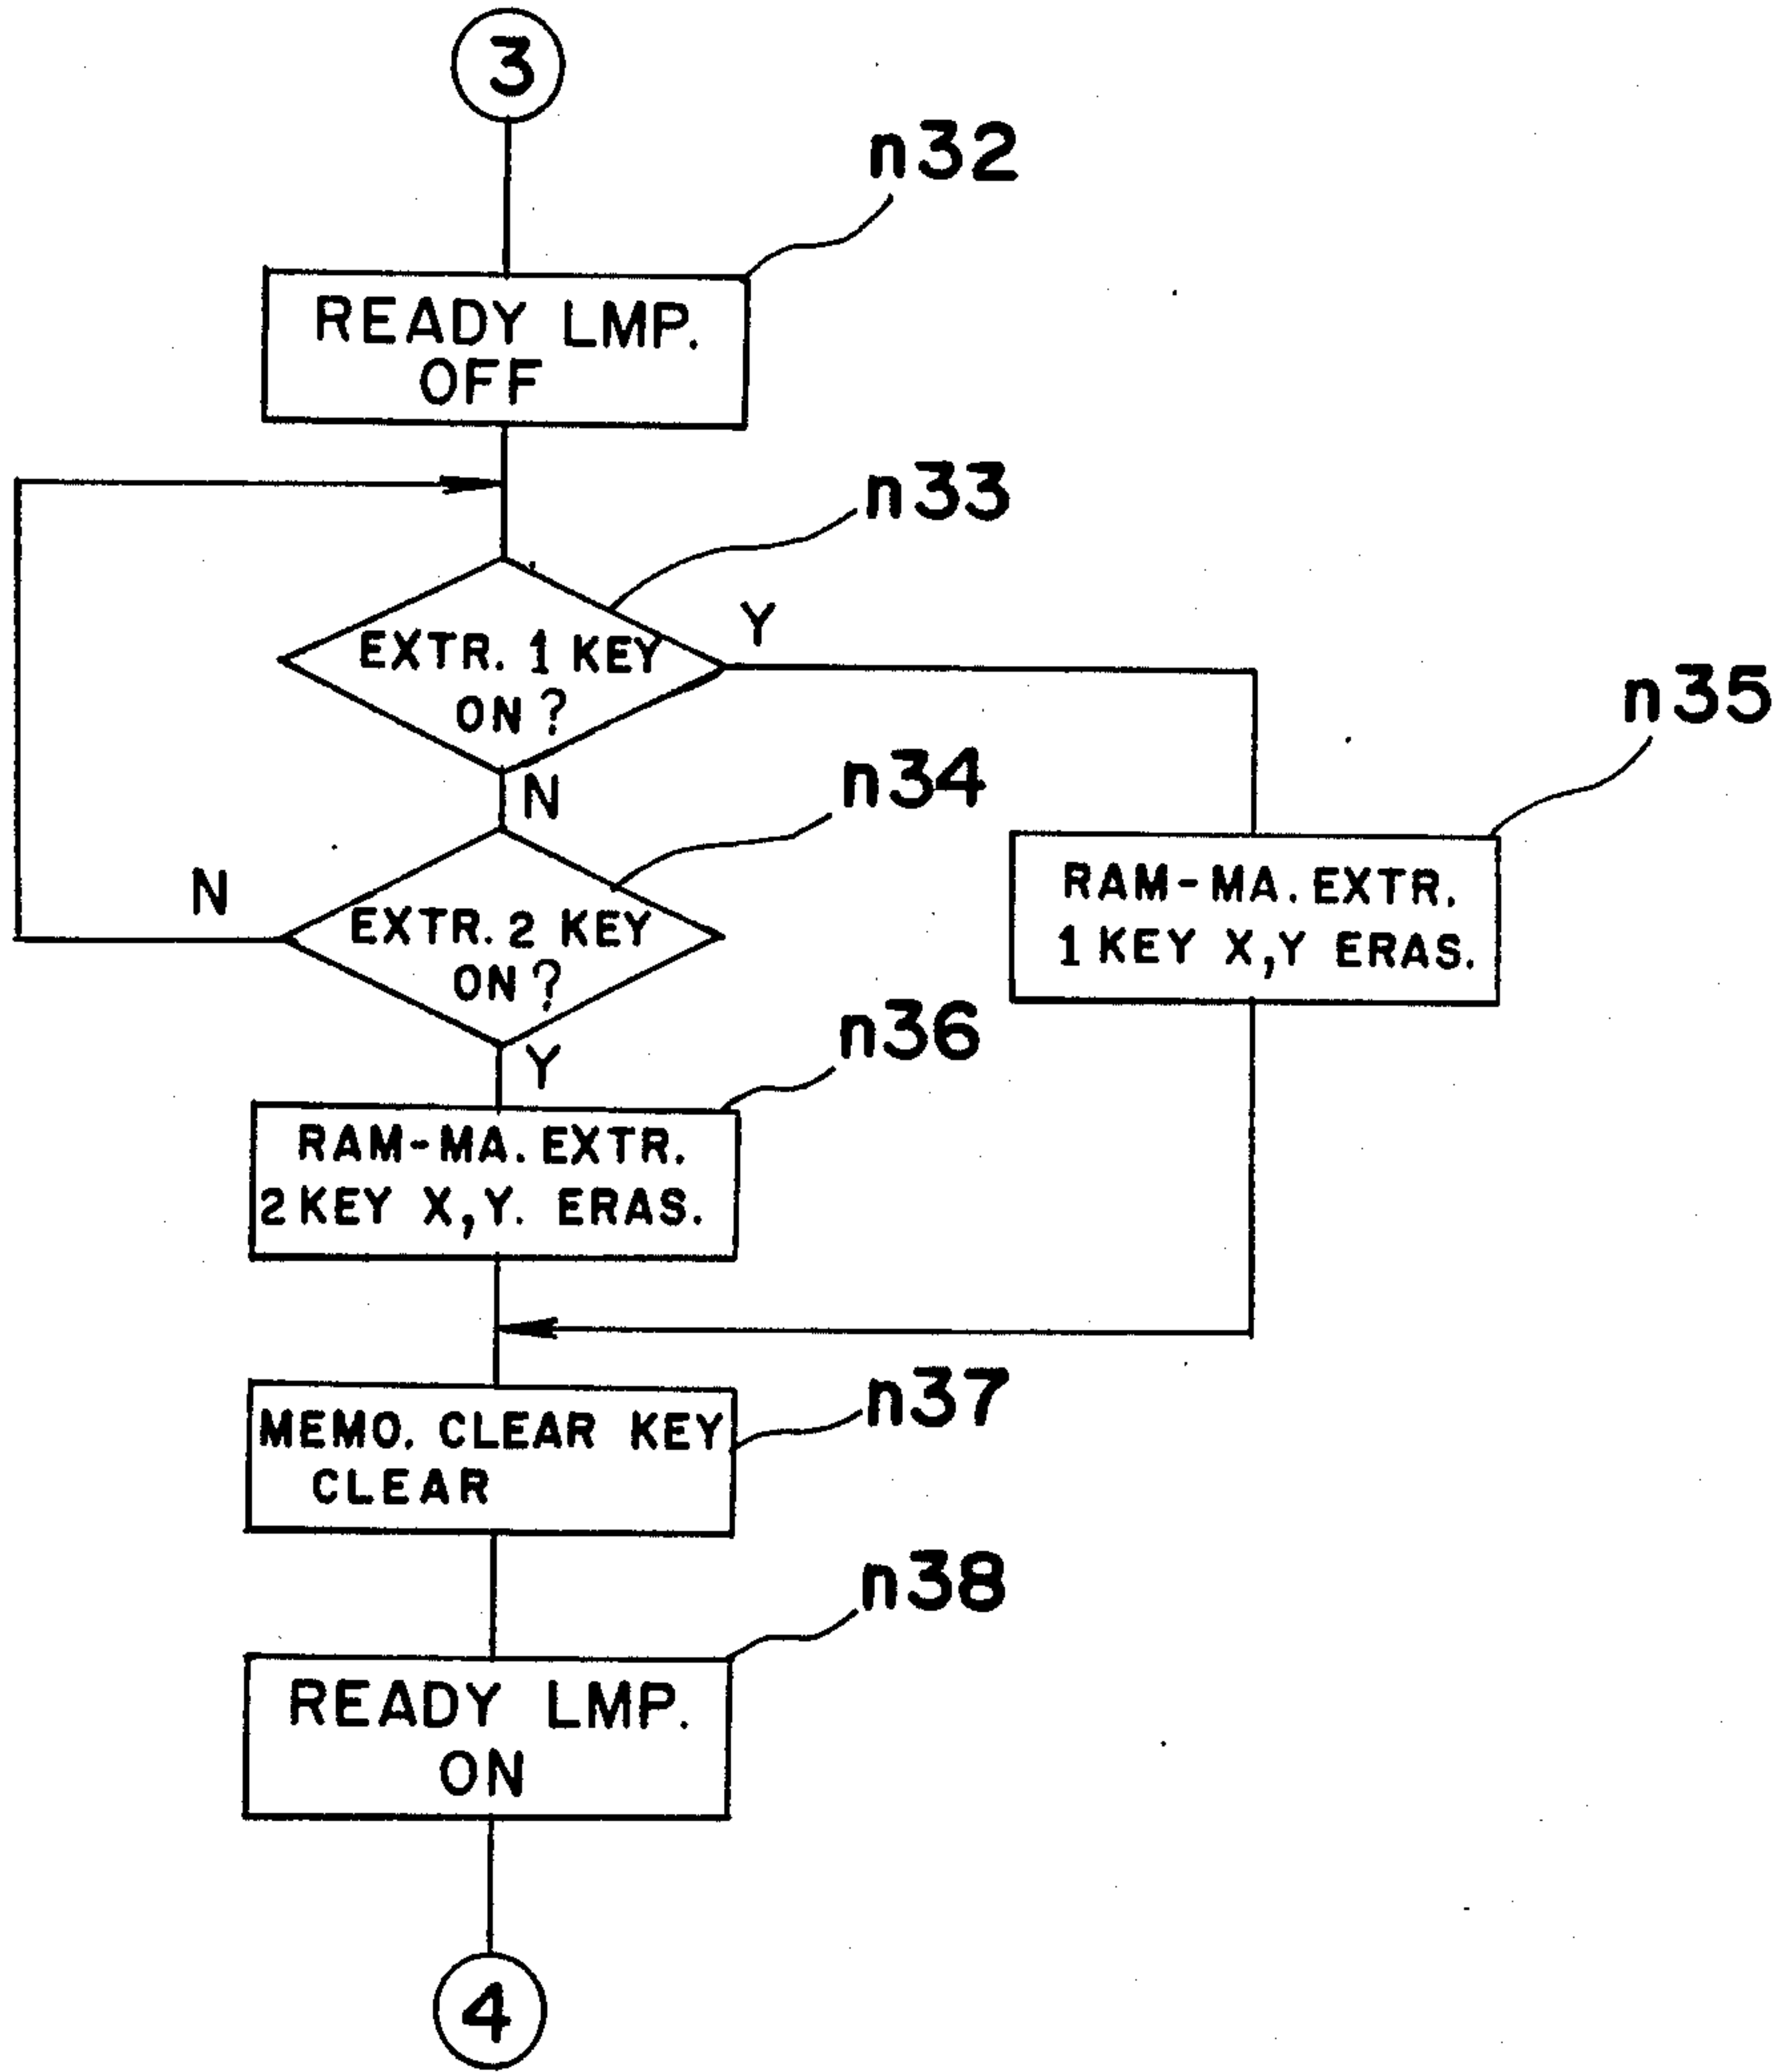 3
n32
READY LMP.
OFF
n33
EXTR. 1 KEY
ON?
Y
N
n34
n35
EXTR. 2 KEY
ON?
N
Y
RAM-MA. EXTR.
1 KEY X,Y ERAS.
n36
RAM-MA. EXTR.
2 KEY X,Y. ERAS.
n37
MEMO. CLEAR KEY
CLEAR
n38
READY LMP.
ON
4